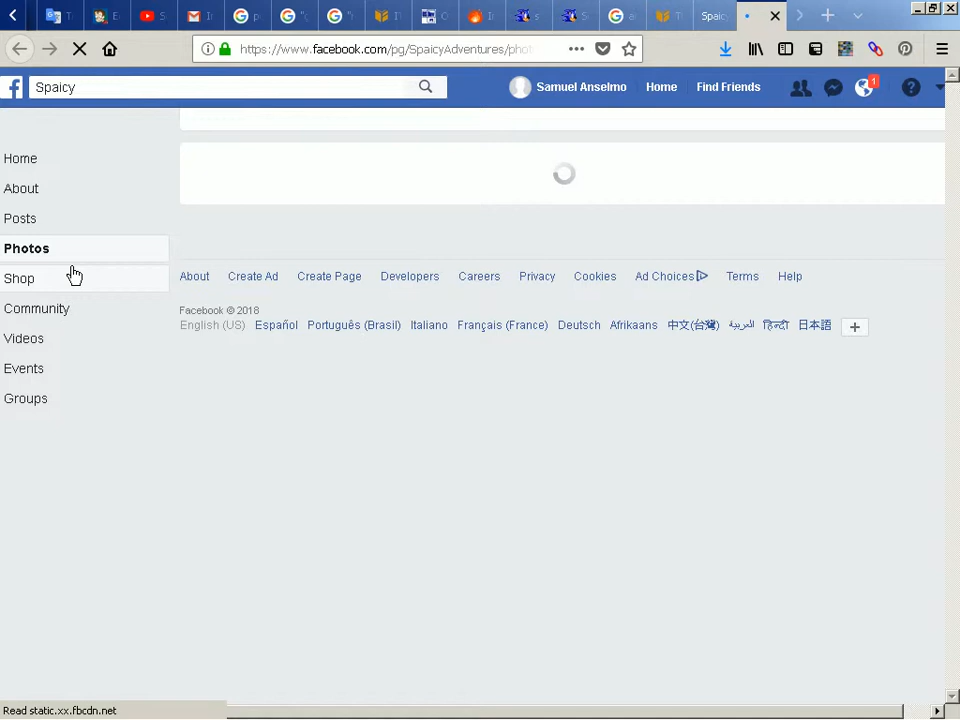 Spaicy
https://www.facebook.com/pg/SpaicyAdventures/phot
Spaicy
Samuel Anselmo
Home
Find Friends
1
Home
About
Posts
Photos
Shop
Community
Videos
Events
Groups
About Create Ad Create Page Developers Careers Privacy Cookies Ad Choices Terms Help
Facebook © 2018
English (US) Español Português (Brasil) Italiano Français (France) Deutsch Afrikaans 中文(台灣) العربية हिन्दी 日本語
Read static.xx.fbcdn.net